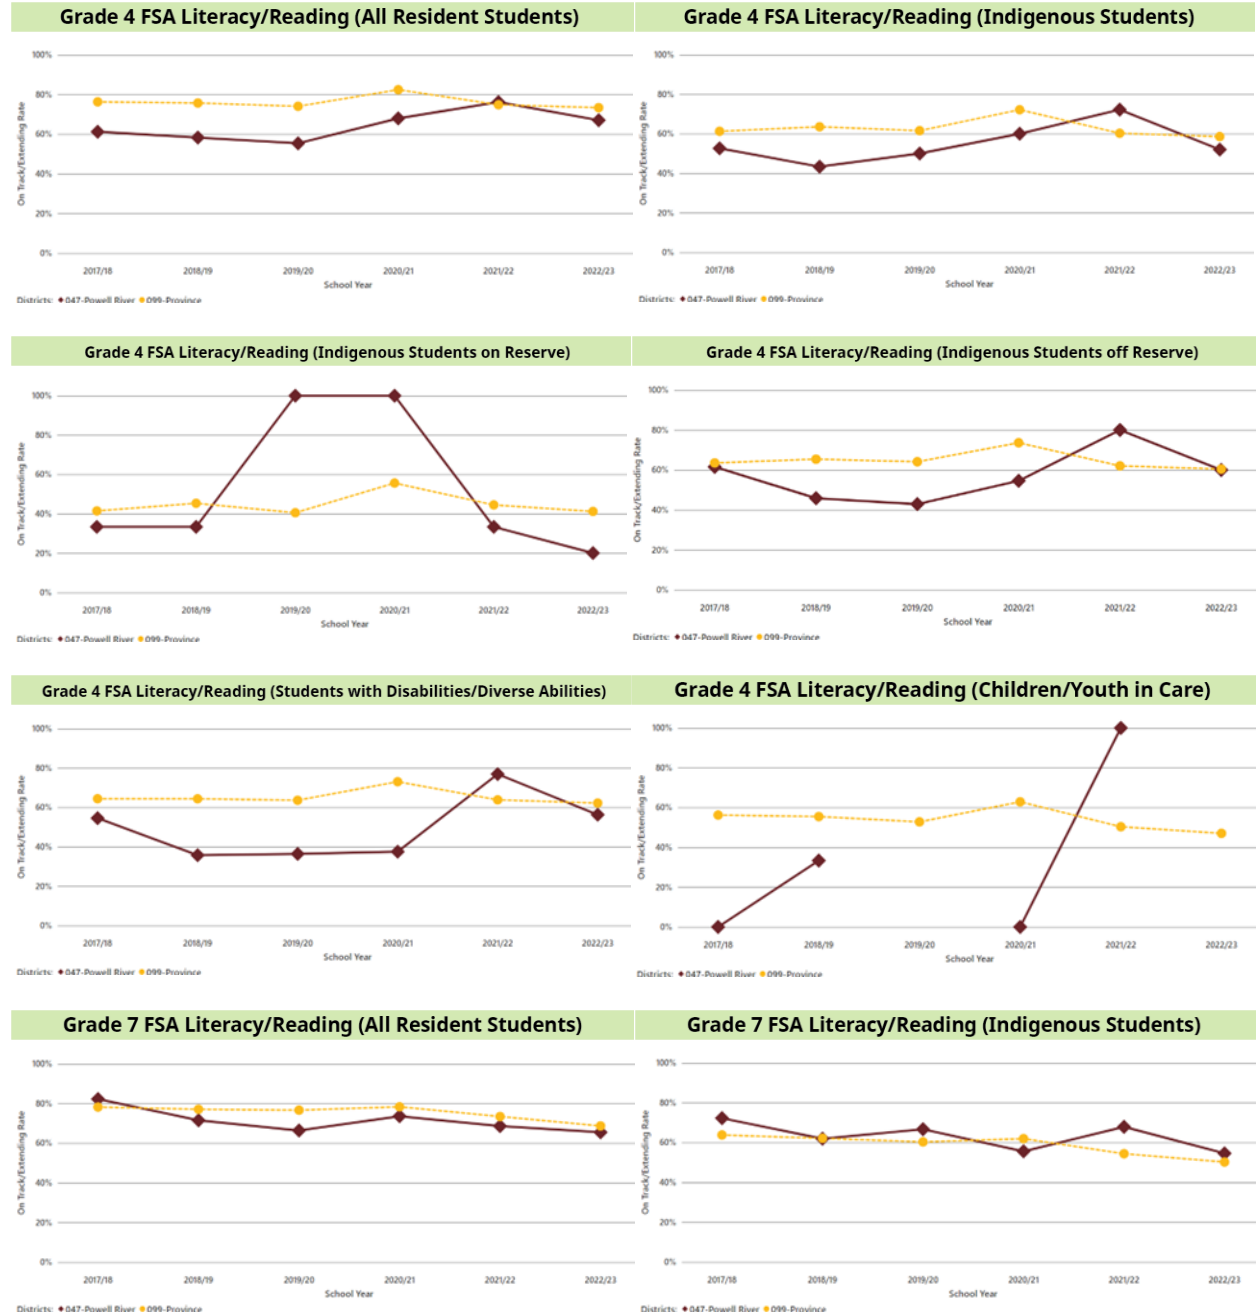 Grade 4 FSA Literacy/Reading (All Resident Students)
100%
80%
60%
40%
20%
0%
On Track/Extending Rate
2017/18 2018/19 2019/20 2020/21 2021/22 2022/23
School Year
Districts: 047-Powell River 099-Province
Grade 4 FSA Literacy/Reading (Indigenous Students)
100%
80%
60%
40%
20%
0%
On Track/Extending Rate
2017/18 2018/19 2019/20 2020/21 2021/22 2022/23
School Year
Districts: 047-Powell River 099-Province
Grade 4 FSA Literacy/Reading (Indigenous Students on Reserve)
100%
80%
60%
40%
20%
0%
On Track/Extending Rate
2017/18 2018/19 2019/20 2020/21 2021/22 2022/23
School Year
Districts: 047-Powell River 099-Province
Grade 4 FSA Literacy/Reading (Indigenous Students off Reserve)
100%
80%
60%
40%
20%
0%
On Track/Extending Rate
2017/18 2018/19 2019/20 2020/21 2021/22 2022/23
School Year
Districts: 047-Powell River 099-Province
Grade 4 FSA Literacy/Reading (Students with Disabilities/Diverse Abilities)
100%
80%
60%
40%
20%
0%
On Track/Extending Rate
2017/18 2018/19 2019/20 2020/21 2021/22 2022/23
School Year
Districts: 047-Powell River 099-Province
Grade 4 FSA Literacy/Reading (Children/Youth in Care)
100%
80%
60%
40%
20%
0%
On Track/Extending Rate
2017/18 2018/19 2019/20 2020/21 2021/22 2022/23
School Year
Districts: 047-Powell River 099-Province
Grade 7 FSA Literacy/Reading (All Resident Students)
100%
80%
60%
40%
20%
0%
On Track/Extending Rate
2017/18 2018/19 2019/20 2020/21 2021/22 2022/23
School Year
Districts: 047-Powell River 099-Province
Grade 7 FSA Literacy/Reading (Indigenous Students)
100%
80%
60%
40%
20%
0%
On Track/Extending Rate
2017/18 2018/19 2019/20 2020/21 2021/22 2022/23
School Year
Districts: 047-Powell River 099-Province